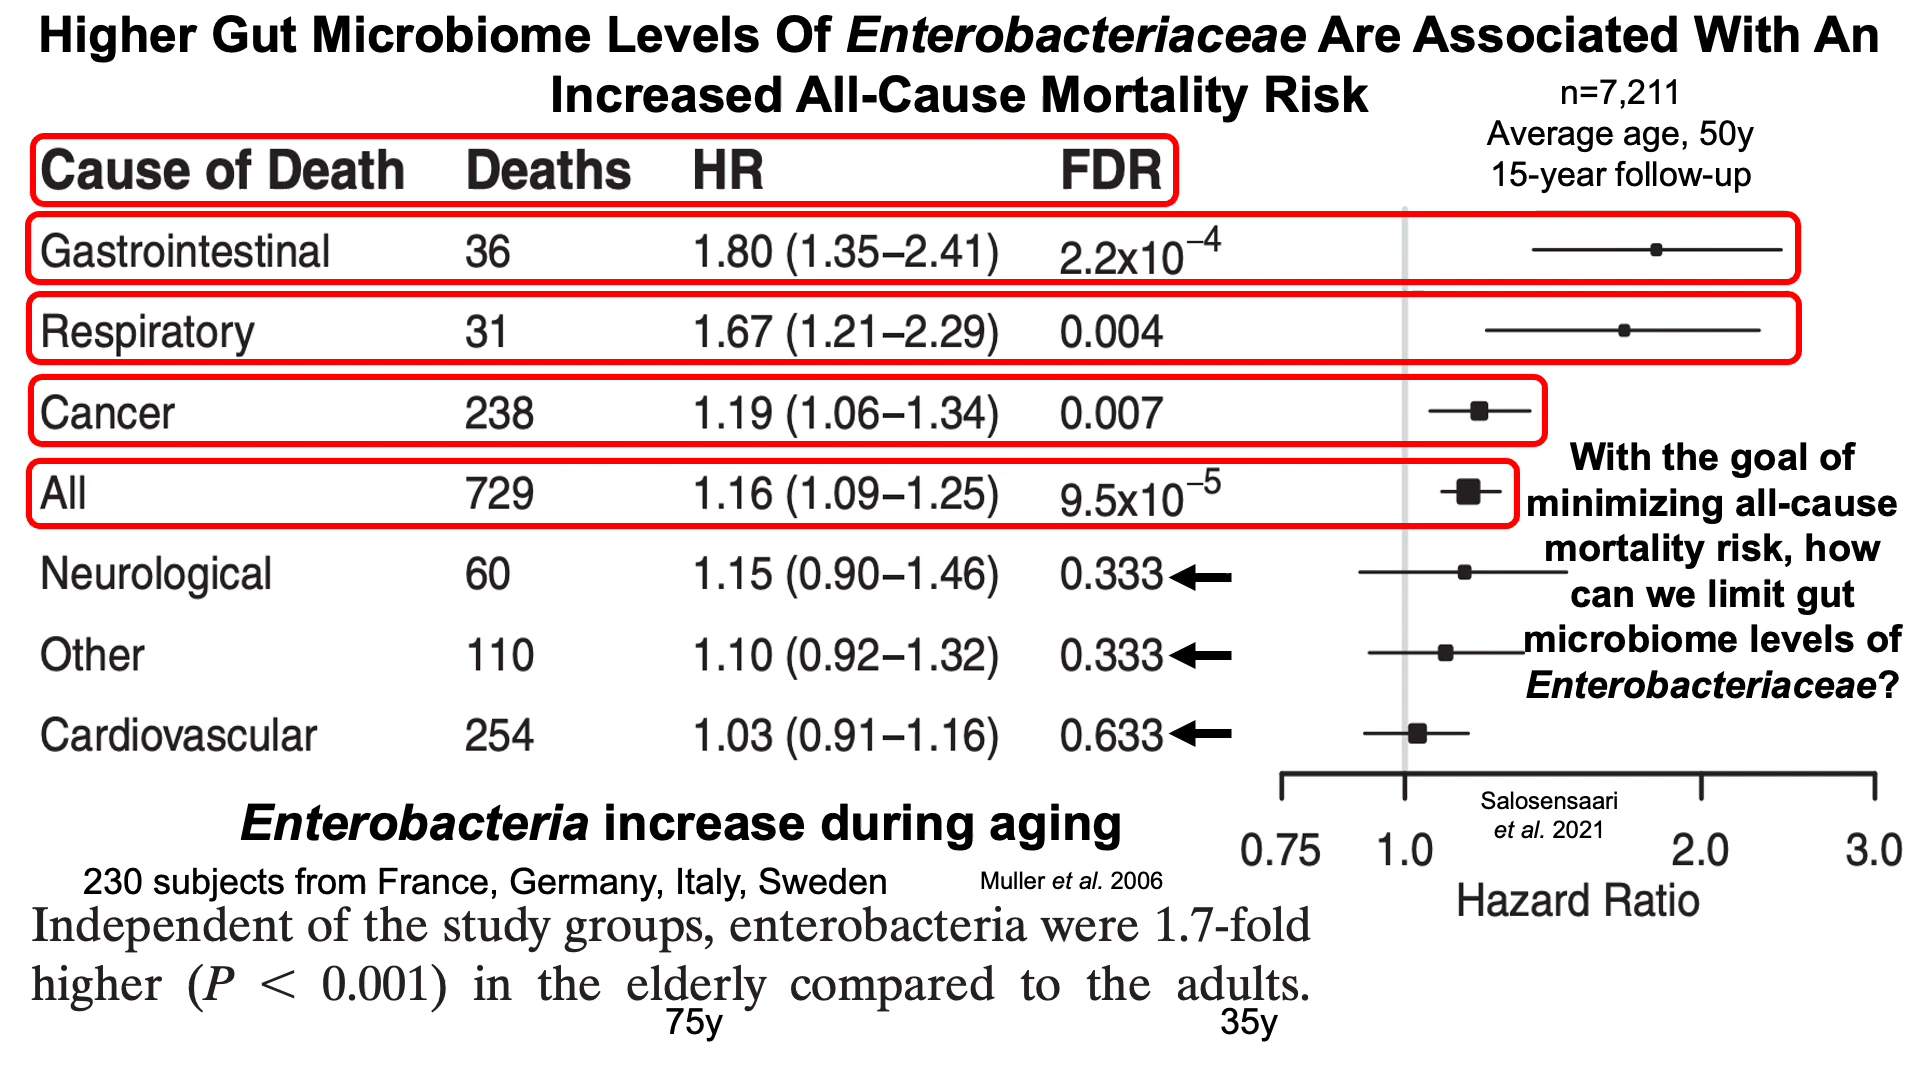 Higher Gut Microbiome Levels Of Enterobacteriaceae Are Associated With An
Increased All-Cause Mortality Risk
n=7,211
Average age, 50y
15-year follow-up
Cause of Death Deaths HR FDR
Gastrointestinal 36 1.80 (1.35–2.41) 2.2x10⁻⁴
Respiratory 31 1.67 (1.21–2.29) 0.004
Cancer 238 1.19 (1.06–1.34) 0.007
All 729 1.16 (1.09–1.25) 9.5x10⁻⁵
Neurological 60 1.15 (0.90–1.46) 0.333
Other 110 1.10 (0.92–1.32) 0.333
Cardiovascular 254 1.03 (0.91–1.16) 0.633
With the goal of
minimizing all-cause
mortality risk, how
can we limit gut
microbiome levels of
Enterobacteriaceae?
Salosensaari
et al. 2021
0.75 1.0 2.0 3.0
Hazard Ratio
Enterobacteria increase during aging
230 subjects from France, Germany, Italy, Sweden Muller et al. 2006
Independent of the study groups, enterobacteria were 1.7-fold
higher (P < 0.001) in the elderly compared to the adults.
75y 35y